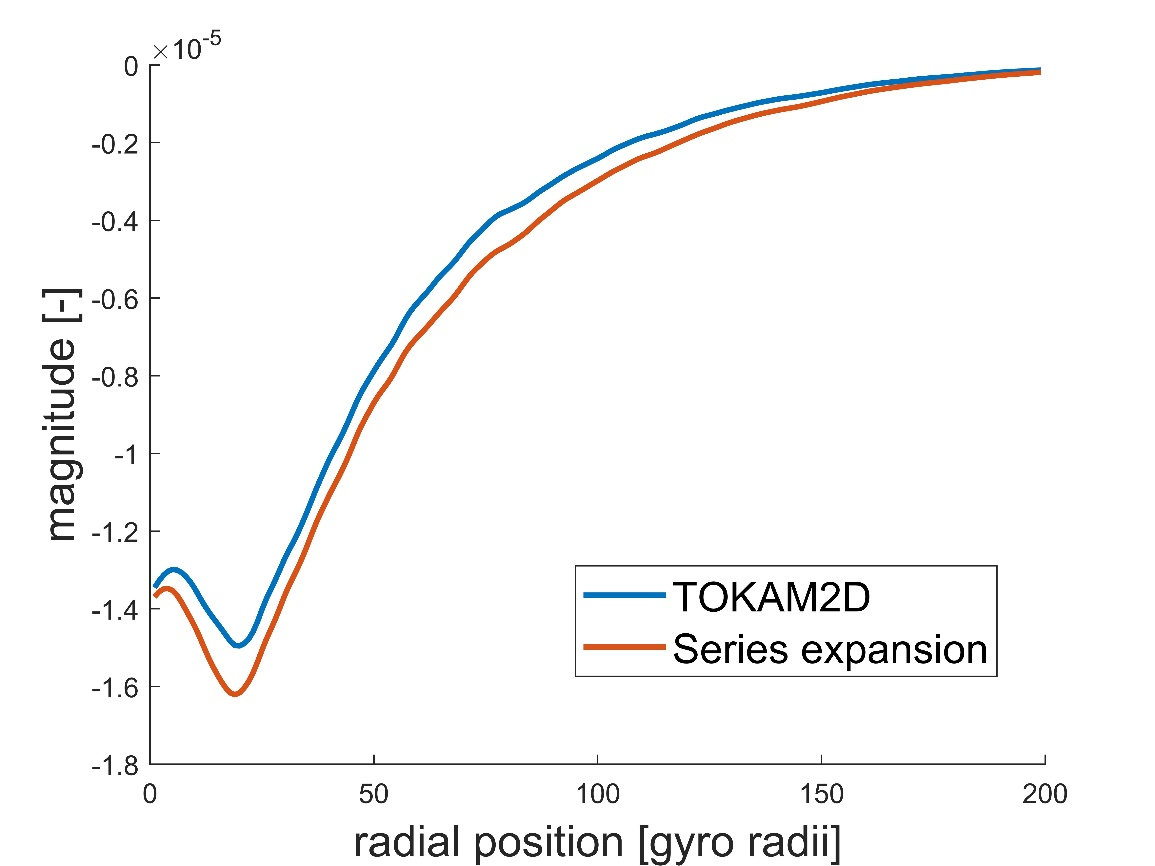 ×10-5
0
-0.2
-0.4
-0.6
-0.8
-1
-1.2
-1.4
-1.6
-1.8
magnitude [-]
TOKAM2D
Series expansion
0 50 100 150 200
radial position [gyro radii]